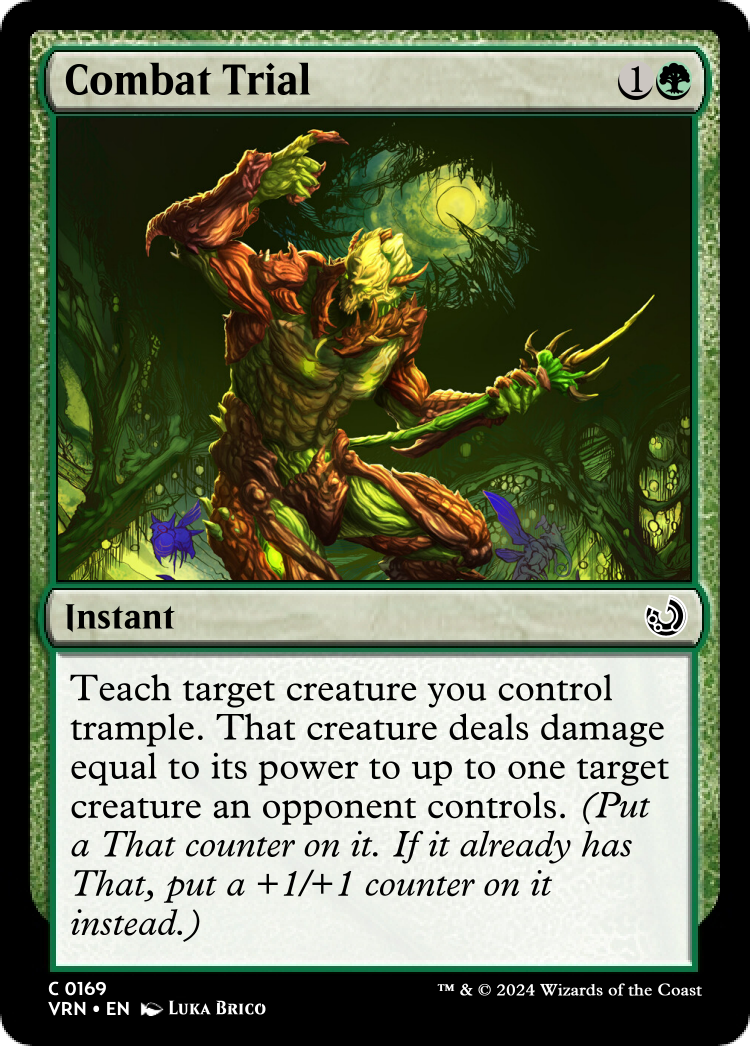 Combat Trial
1
Instant
Teach target creature you control
trample. That creature deals damage
equal to its power to up to one target
creature an opponent controls. (Put
a That counter on it. If it already has
That, put a +1/+1 counter on it
instead.)
C 0169
VRN • EN LUKA BRICO
™ & © 2024 Wizards of the Coast